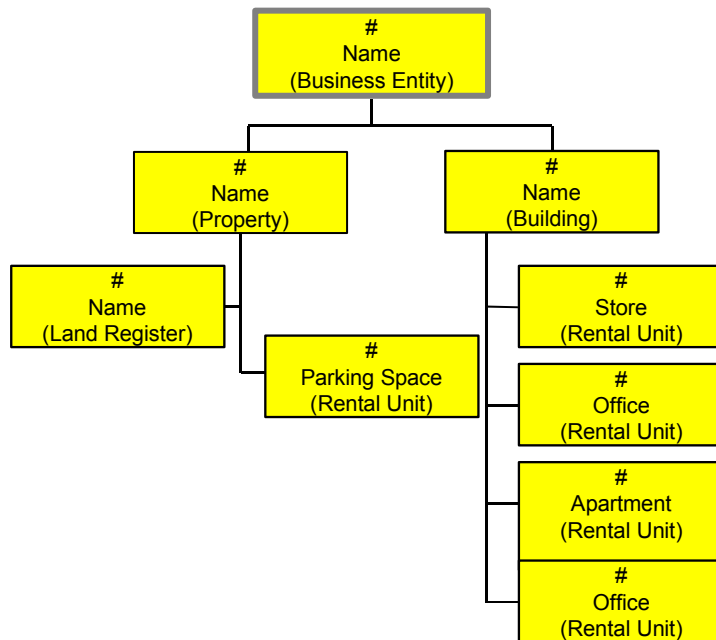 #
Name
(Business Entity)
#
Name
(Property)
#
Name
(Building)
#
Name
(Land Register)
#
Parking Space
(Rental Unit)
#
Store
(Rental Unit)
#
Office
(Rental Unit)
#
Apartment
(Rental Unit)
#
Office
(Rental Unit)